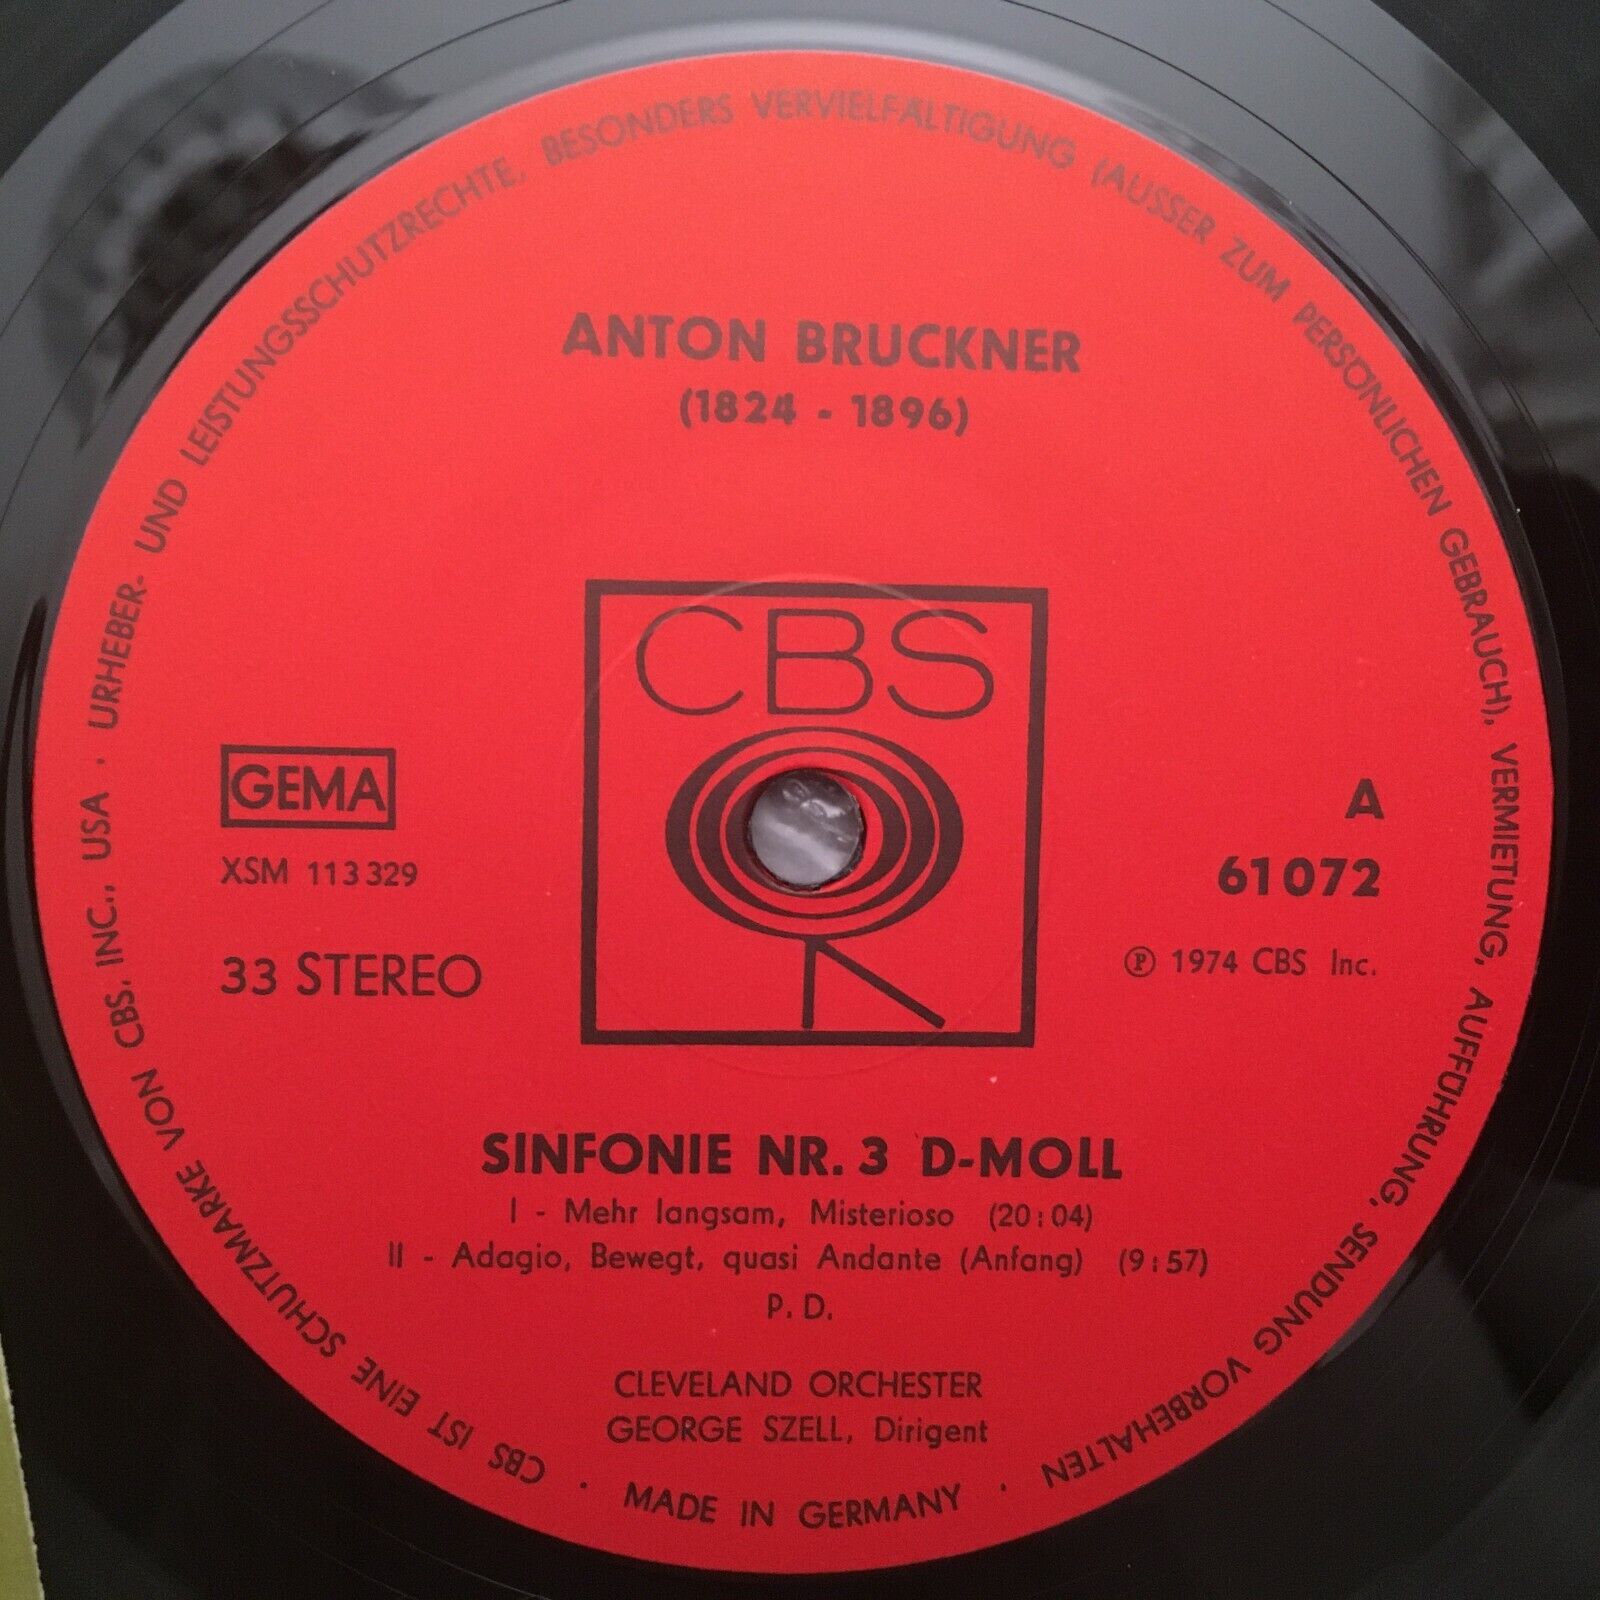 URHEBER- UND LEISTUNGSSCHUTZRECHTE, BESONDERS VERVIELFÄLTIGUNG (AUSSER ZUM PERSÖNLICHEN GEBRAUCH), VERMIETUNG, AUFFÜHRUNG, SENDUNG VORBEHALTEN ·
ANTON BRUCKNER
(1824 - 1896)
CBS
GEMA
XSM 113 329
33 STEREO
A
61 072
℗ 1974 CBS Inc.
SINFONIE NR. 3 D-MOLL
I - Mehr langsam, Misterioso (20:04)
II - Adagio, Bewegt, quasi Andante (Anfang) (9:57)
P. D.
CLEVELAND ORCHESTER
GEORGE SZELL, Dirigent
MADE IN GERMANY ·
CBS IST EINE SCHUTZMARKE VON CBS, INC., USA ·